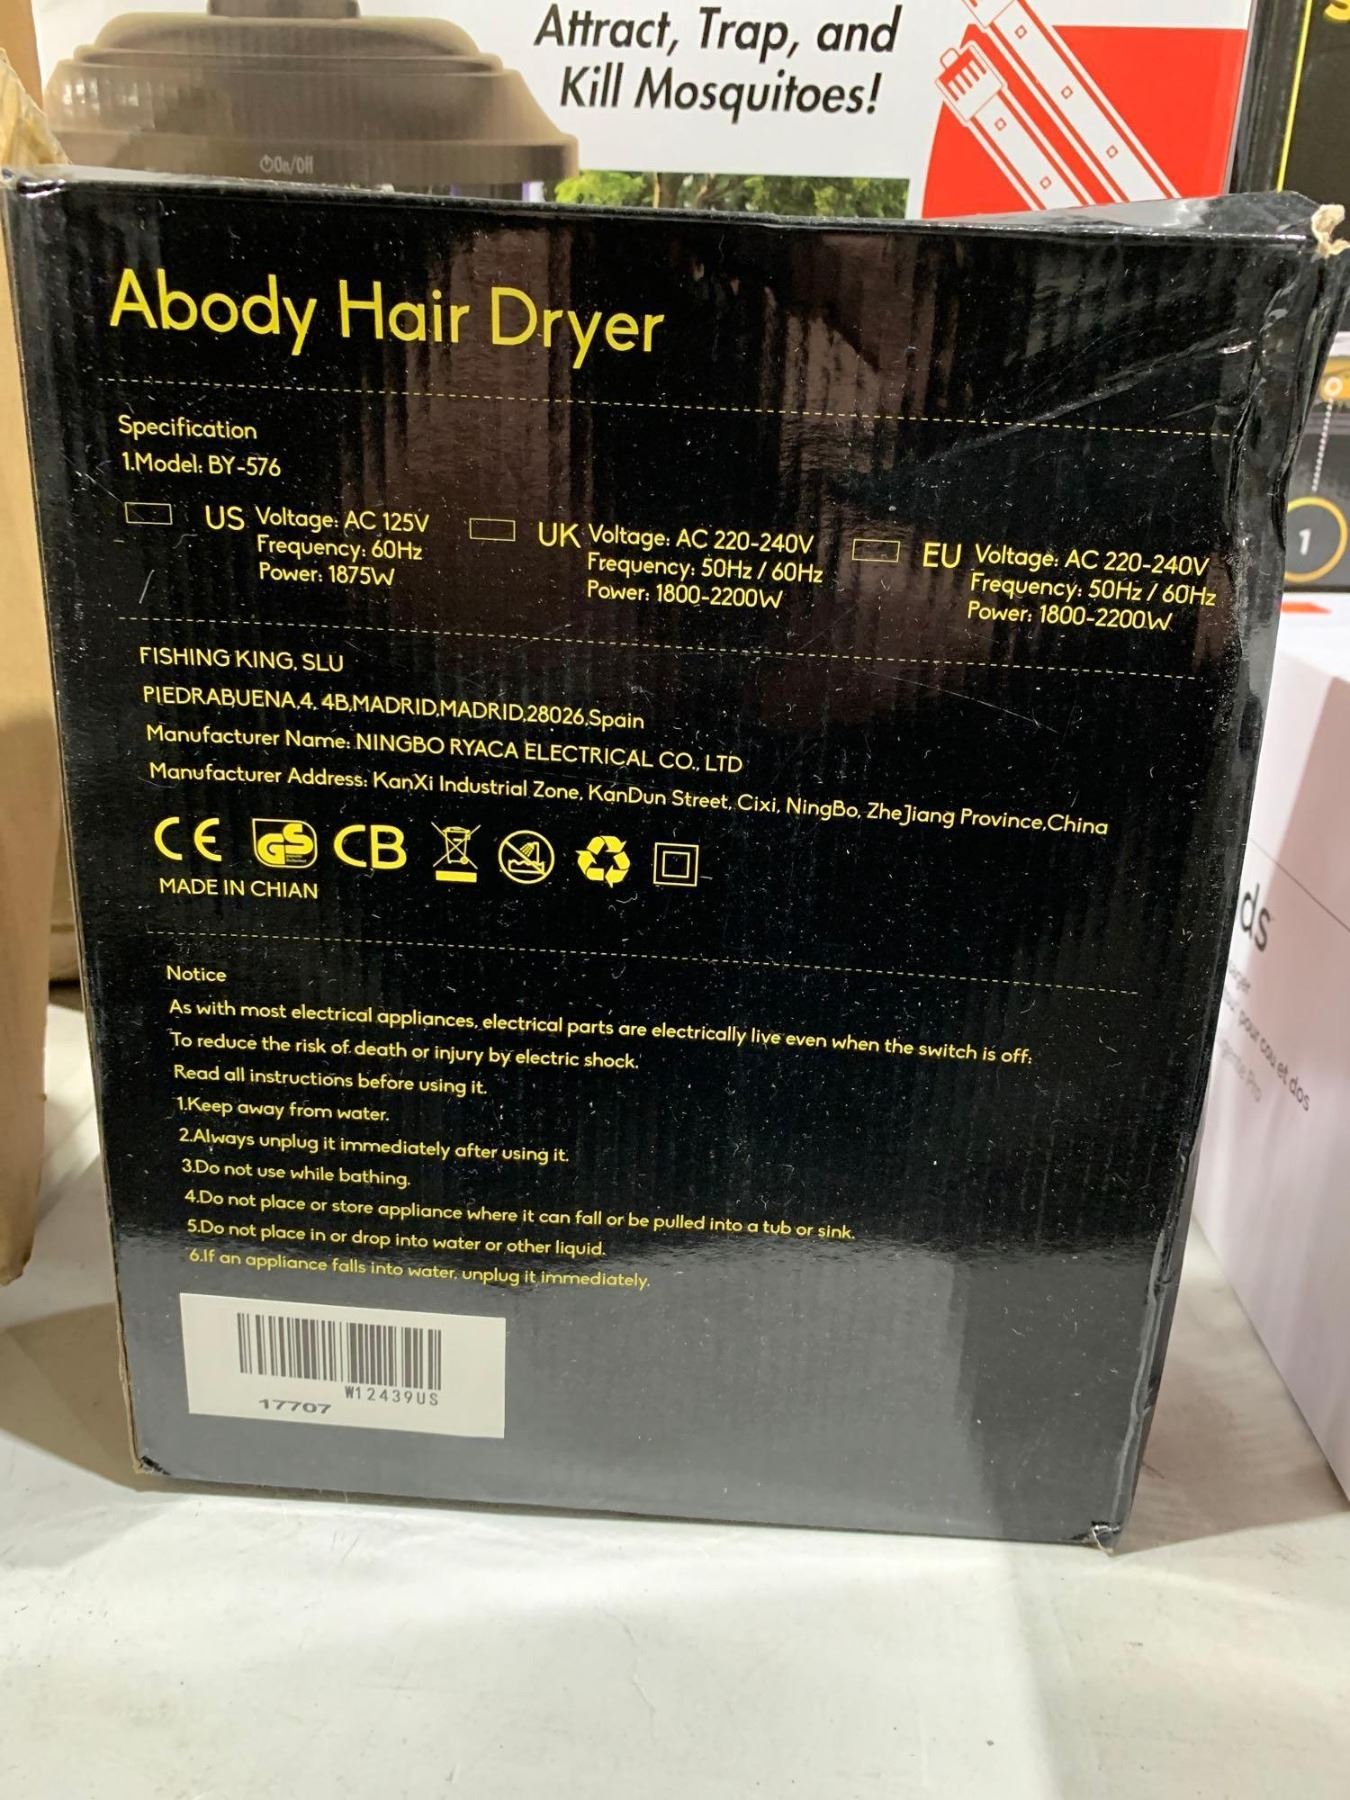 Attract, Trap, and
Kill Mosquitoes!
On/Off
Abody Hair Dryer
Specification
1.Model: BY-576
US Voltage: AC 125V
Frequency: 60Hz
Power: 1875W
UK Voltage: AC 220-240V
Frequency: 50Hz / 60Hz
Power: 1800-2200W
EU Voltage: AC 220-240V
Frequency: 50Hz / 60Hz
Power: 1800-2200W
FISHING KING, SLU
PIEDRABUENA,4. 4B,MADRID,MADRID,28026,Spain
Manufacturer Name: NINGBO RYACA ELECTRICAL CO., LTD
Manufacturer Address: KanXi Industrial Zone, KanDun Street, Cixi, NingBo, ZheJiang Province,China
CE GS CB
MADE IN CHIAN
Notice
As with most electrical appliances, electrical parts are electrically live even when the switch is off:
To reduce the risk of death or injury by electric shock.
Read all instructions before using it.
1.Keep away from water.
2.Always unplug it immediately after using it.
3.Do not use while bathing.
4.Do not place or store appliance where it can fall or be pulled into a tub or sink.
5.Do not place in or drop into water or other liquid.
6.If an appliance falls into water, unplug it immediately.
W12439US
17707
1
ds
pour cou et dos